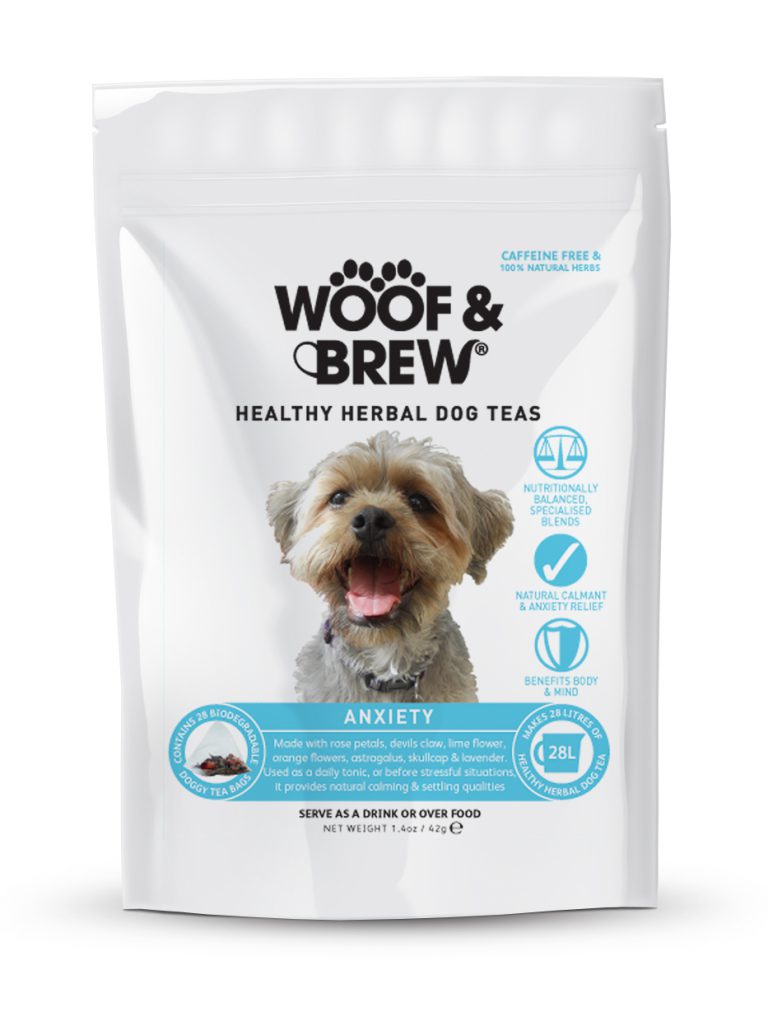 CAFFEINE FREE &
100% NATURAL HERBS
WOOF &
BREW®
HEALTHY HERBAL DOG TEAS
NUTRITIONALLY
BALANCED,
SPECIALISED
BLENDS
NATURAL CALMANT
& ANXIETY RELIEF
BENEFITS BODY
& MIND
ANXIETY
CONTAINS 28 BIODEGRADABLE
DOGGY TEA BAGS
Made with rose petals, devils claw, lime flower,
orange flowers, astragalus, skullcap & lavender.
Used as a daily tonic, or before stressful situations,
it provides natural calming & settling qualities
MAKES 28 LITRES OF
28L
HEALTHY HERBAL DOG TEA
SERVE AS A DRINK OR OVER FOOD
NET WEIGHT 1.4oz / 42g ℮